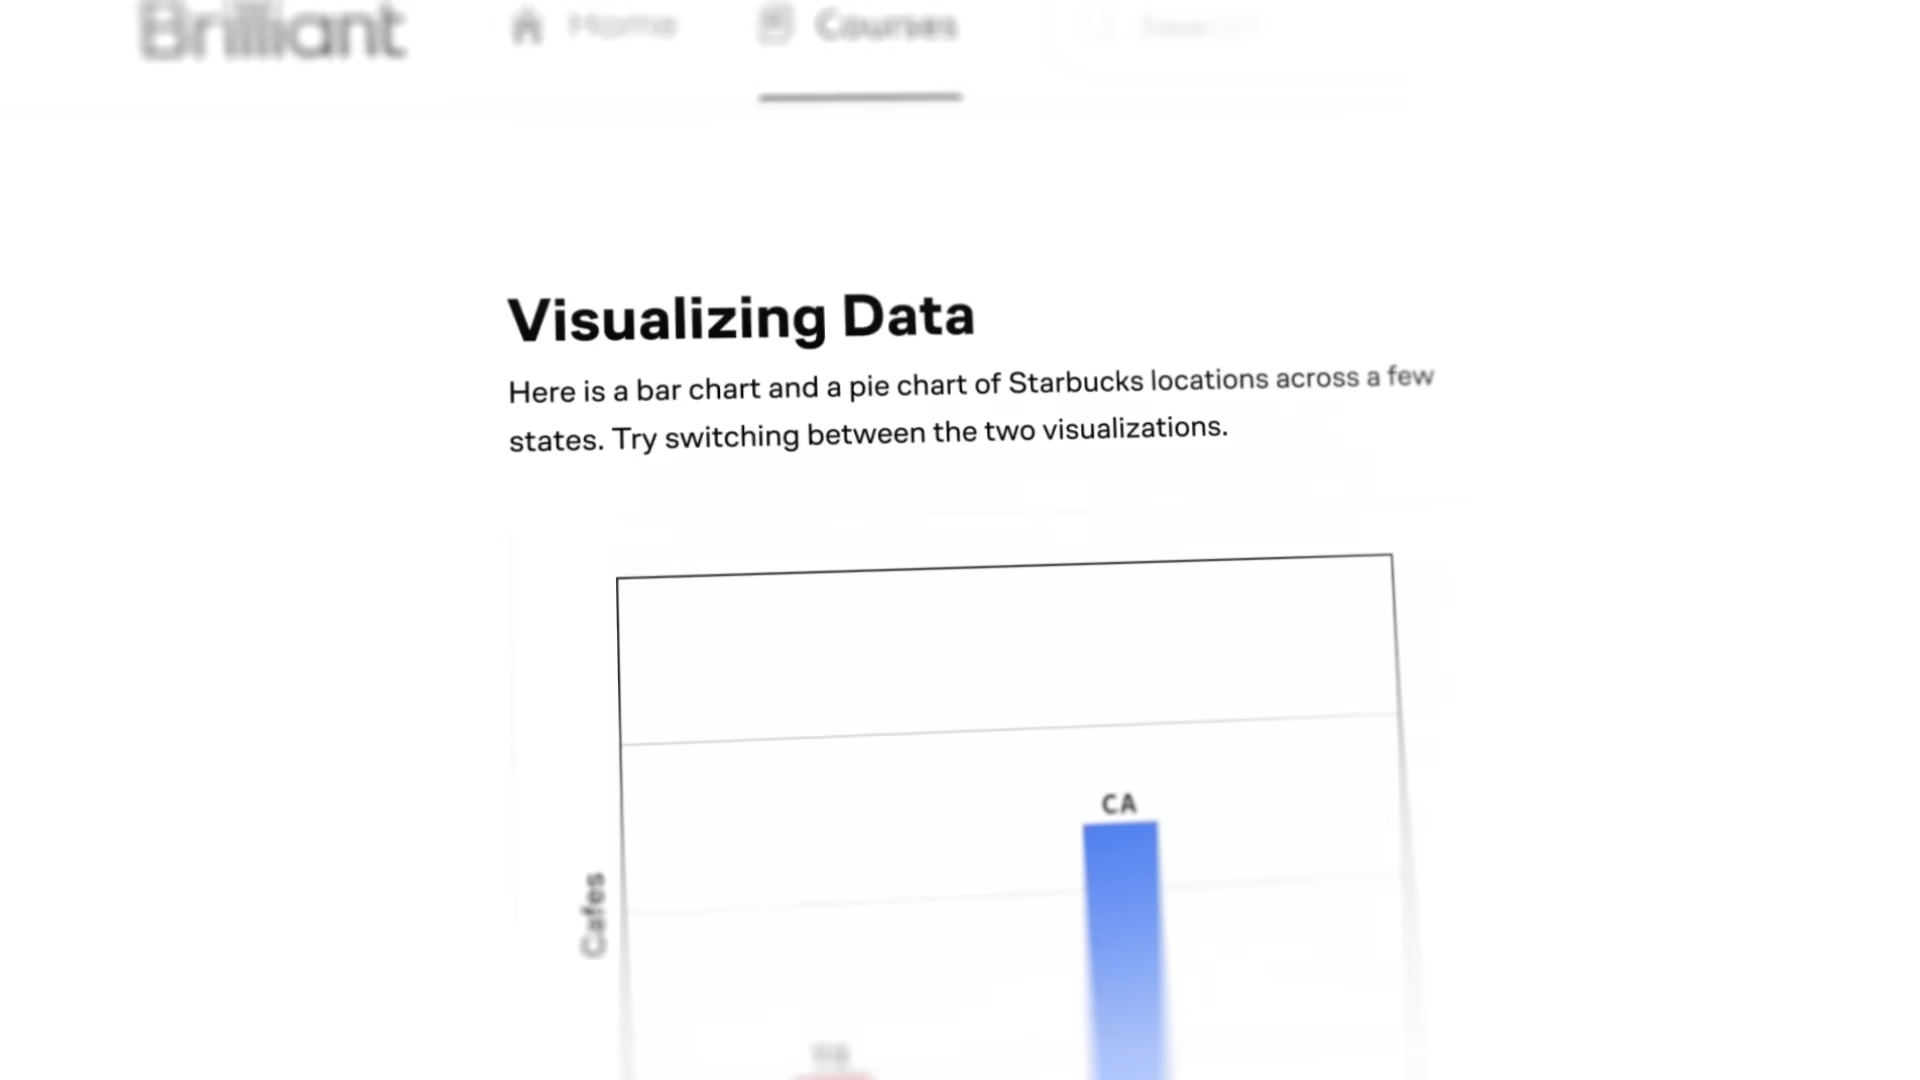 Brilliant
Home
Courses
Search
Visualizing Data
Here is a bar chart and a pie chart of Starbucks locations across a few
states. Try switching between the two visualizations.
CA
Cafes